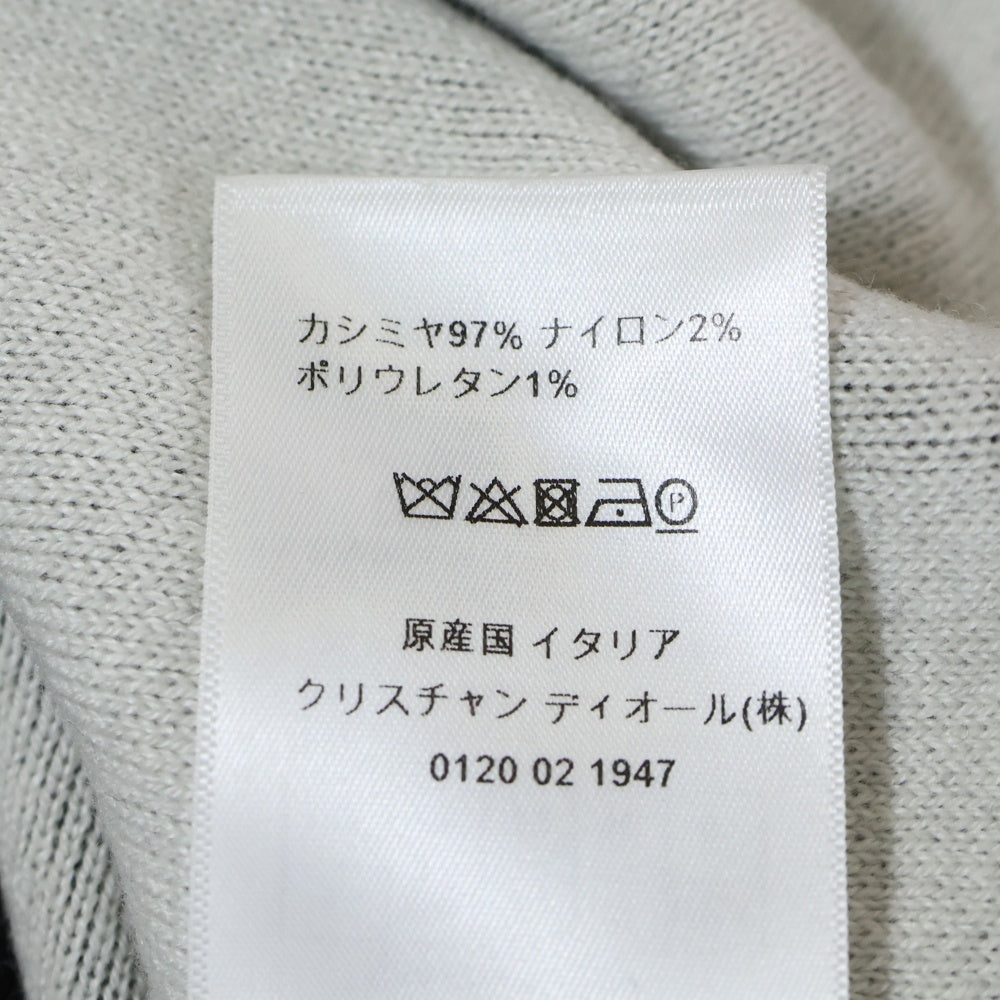 カシミヤ97% ナイロン2%
ポリウレタン1%
P
原産国 イタリア
クリスチャン ディオール(株)
0120 02 1947